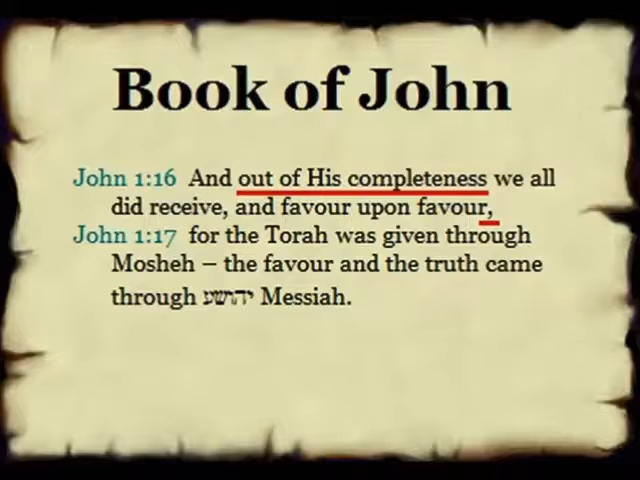 Book of John
John 1:16 And out of His completeness we all
did receive, and favour upon favour,
John 1:17 for the Torah was given through
Mosheh – the favour and the truth came
through יהושע Messiah.